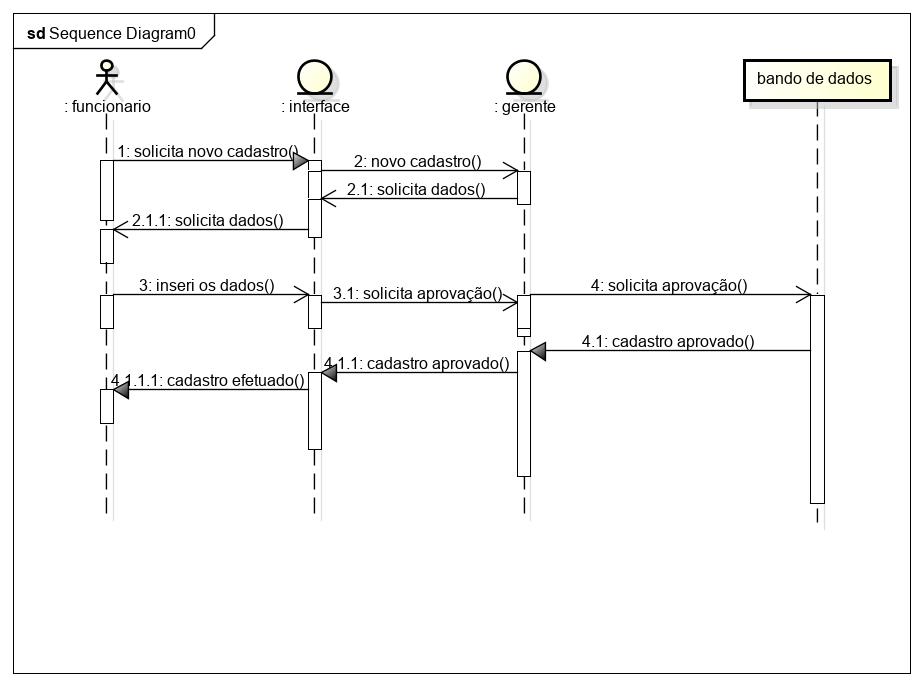 sd Sequence Diagram0
: funcionario
: interface
: gerente
bando de dados
1: solicita novo cadastro()
2: novo cadastro()
2.1: solicita dados()
2.1.1: solicita dados()
3: inseri os dados()
3.1: solicita aprovação()
4: solicita aprovação()
4.1: cadastro aprovado()
4.1.1: cadastro aprovado()
4.1.1.1: cadastro efetuado()